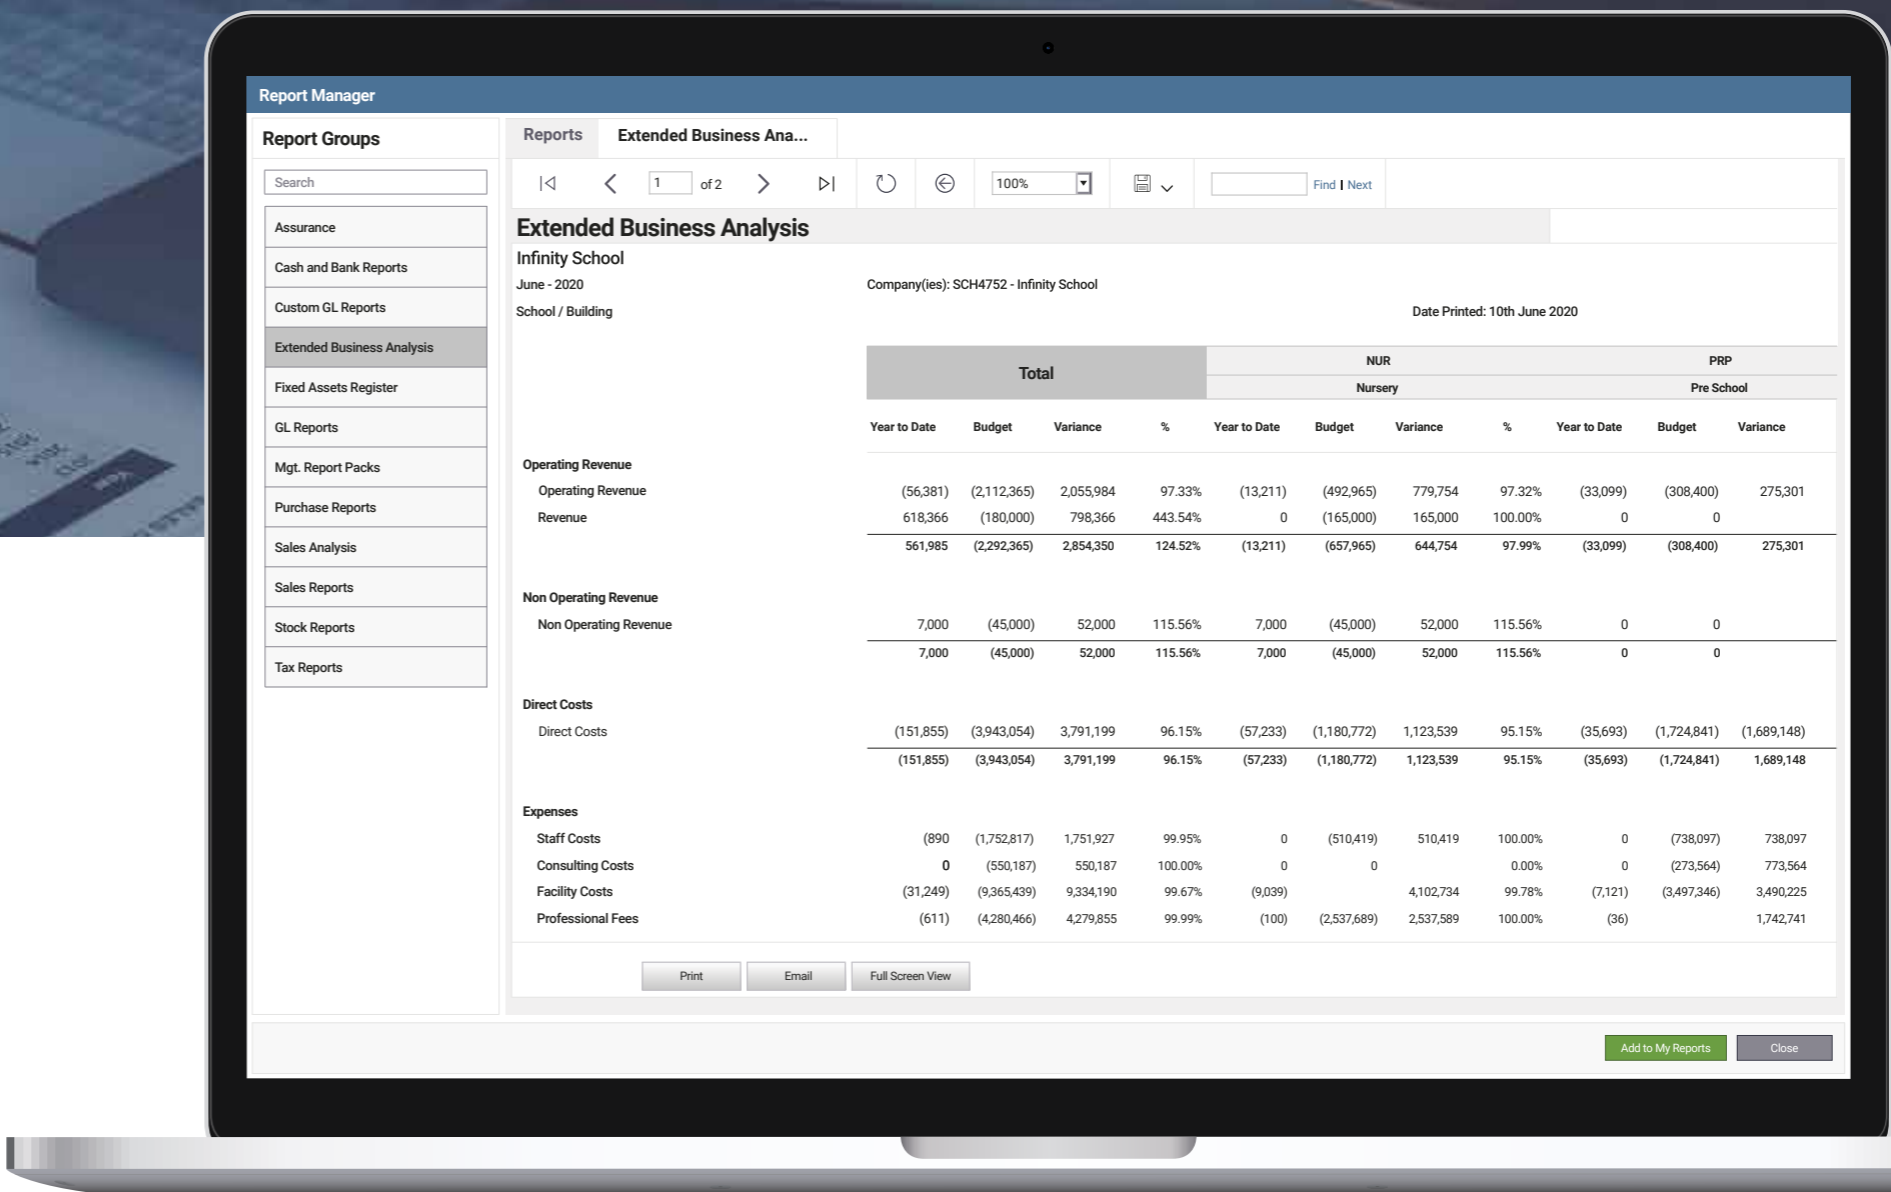 Report Manager
Report Groups
Search
Assurance
Cash and Bank Reports
Custom GL Reports
Extended Business Analysis
Fixed Assets Register
GL Reports
Mgt. Report Packs
Purchase Reports
Sales Analysis
Sales Reports
Stock Reports
Tax Reports
Reports Extended Business Ana...
1 of 2 100% Find | Next
Extended Business Analysis
Infinity School
June - 2020 Company(ies): SCH4752 - Infinity School
School / Building Date Printed: 10th June 2020
Total NUR PRP
Nursery Pre School
Year to Date Budget Variance % Year to Date Budget Variance % Year to Date Budget Variance
Operating Revenue
Operating Revenue (56,381) (2,112,365) 2,055,984 97.33% (13,211) (492,965) 779,754 97.32% (33,099) (308,400) 275,301
Revenue 618,366 (180,000) 798,366 443.54% 0 (165,000) 165,000 100.00% 0 0
561,985 (2,292,365) 2,854,350 124.52% (13,211) (657,965) 644,754 97.99% (33,099) (308,400) 275,301
Non Operating Revenue
Non Operating Revenue 7,000 (45,000) 52,000 115.56% 7,000 (45,000) 52,000 115.56% 0 0
7,000 (45,000) 52,000 115.56% 7,000 (45,000) 52,000 115.56% 0 0
Direct Costs
Direct Costs (151,855) (3,943,054) 3,791,199 96.15% (57,233) (1,180,772) 1,123,539 95.15% (35,693) (1,724,841) (1,689,148)
(151,855) (3,943,054) 3,791,199 96.15% (57,233) (1,180,772) 1,123,539 95.15% (35,693) (1,724,841) 1,689,148
Expenses
Staff Costs (890 (1,752,817) 1,751,927 99.95% 0 (510,419) 510,419 100.00% 0 (738,097) 738,097
Consulting Costs 0 (550,187) 550,187 100.00% 0 0 0.00% 0 (273,564) 773,564
Facility Costs (31,249) (9,365,439) 9,334,190 99.67% (9,039) 4,102,734 99.78% (7,121) (3,497,346) 3,490,225
Professional Fees (611) (4,280,466) 4,279,855 99.99% (100) (2,537,689) 2,537,589 100.00% (36) 1,742,741
Print Email Full Screen View
Add to My Reports Close